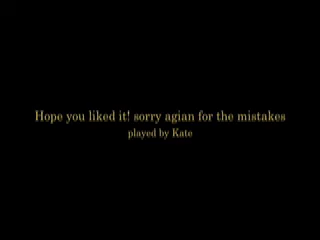 Hope you liked it! sorry agian for the mistakes
played by Kate